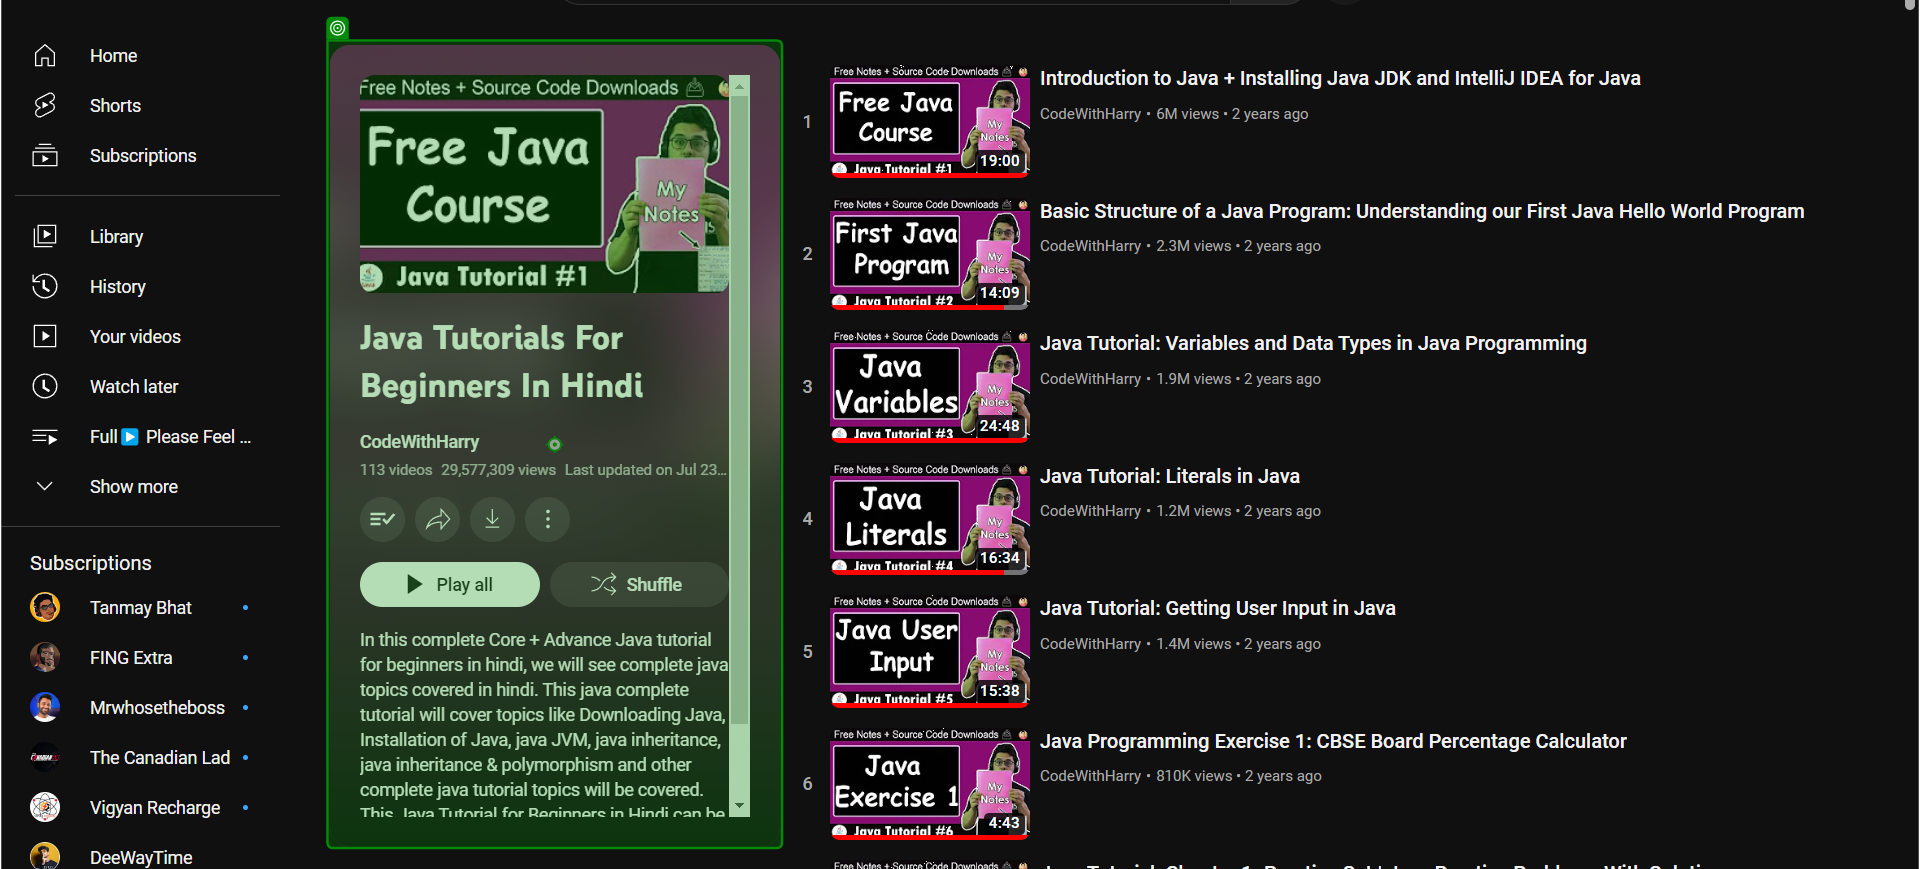 Home
Shorts
Subscriptions
Library
History
Your videos
Watch later
Full▶️ Please Feel ...
Show more
Subscriptions
Tanmay Bhat
FING Extra
Mrwhosetheboss
The Canadian Lad
Vigyan Recharge
DeeWayTime
Free Notes + Source Code Downloads
Free Java
Course
My
Notes
Java Tutorial #1
Java Tutorials For
Beginners In Hindi
CodeWithHarry
113 videos 29,577,309 views Last updated on Jul 23...
Play all
Shuffle
In this complete Core + Advance Java tutorial
for beginners in hindi, we will see complete java
topics covered in hindi. This java complete
tutorial will cover topics like Downloading Java,
Installation of Java, java JVM, java inheritance,
java inheritance & polymorphism and other
complete java tutorial topics will be covered.
This Java Tutorial for Beginners in Hindi can be
1
Free Notes + Source Code Downloads
Free Java
Course
My
Notes
19:00
Java Tutorial #1
Introduction to Java + Installing Java JDK and IntelliJ IDEA for Java
CodeWithHarry • 6M views • 2 years ago
2
Free Notes + Source Code Downloads
First Java
Program
My
Notes
14:09
Java Tutorial #2
Basic Structure of a Java Program: Understanding our First Java Hello World Program
CodeWithHarry • 2.3M views • 2 years ago
3
Free Notes + Source Code Downloads
Java
Variables
My
Notes
24:48
Java Tutorial #3
Java Tutorial: Variables and Data Types in Java Programming
CodeWithHarry • 1.9M views • 2 years ago
4
Free Notes + Source Code Downloads
Java
Literals
My
Notes
16:34
Java Tutorial #4
Java Tutorial: Literals in Java
CodeWithHarry • 1.2M views • 2 years ago
5
Free Notes + Source Code Downloads
Java User
Input
My
Notes
15:38
Java Tutorial #5
Java Tutorial: Getting User Input in Java
CodeWithHarry • 1.4M views • 2 years ago
6
Free Notes + Source Code Downloads
Java
Exercise 1
My
Notes
4:43
Java Tutorial #6
Java Programming Exercise 1: CBSE Board Percentage Calculator
CodeWithHarry • 810K views • 2 years ago
Free Notes + Source Code Downloads